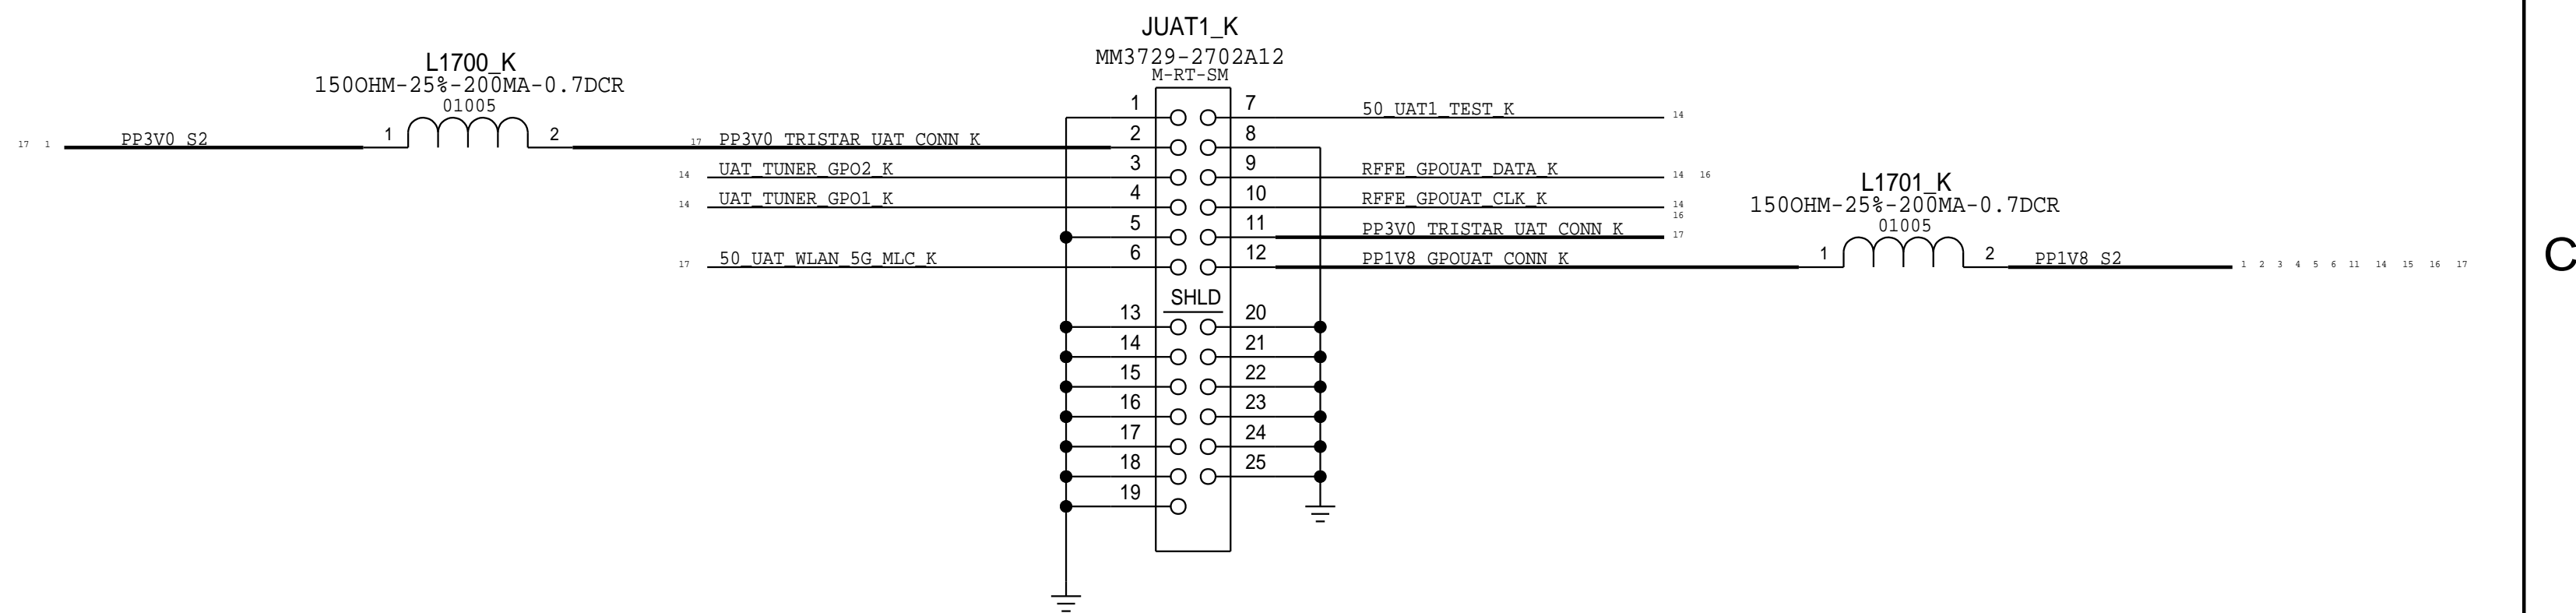 JUAT1_K
MM3729-2702A12
M-RT-SM
L1700_K
150OHM-25%-200MA-0.7DCR
01005
1 7 50_UAT1_TEST_K 14
17 1 PP3V0_S2 1 2 17 PP3V0_TRISTAR_UAT_CONN_K 2 8
14 UAT_TUNER_GPO2_K 3 9 RFFE_GPOUAT_DATA_K 14 16
L1701_K
150OHM-25%-200MA-0.7DCR
01005
14 UAT_TUNER_GPO1_K 4 10 RFFE_GPOUAT_CLK_K 14
16
5 11 PP3V0_TRISTAR_UAT_CONN_K 17
17 50_UAT_WLAN_5G_MLC_K 6 12 PP1V8_GPOUAT_CONN_K 1 2 PP1V8_S2 1 2 3 4 5 6 11 14 15 16 17
C
SHLD
13 20
14 21
15 22
16 23
17 24
18 25
19